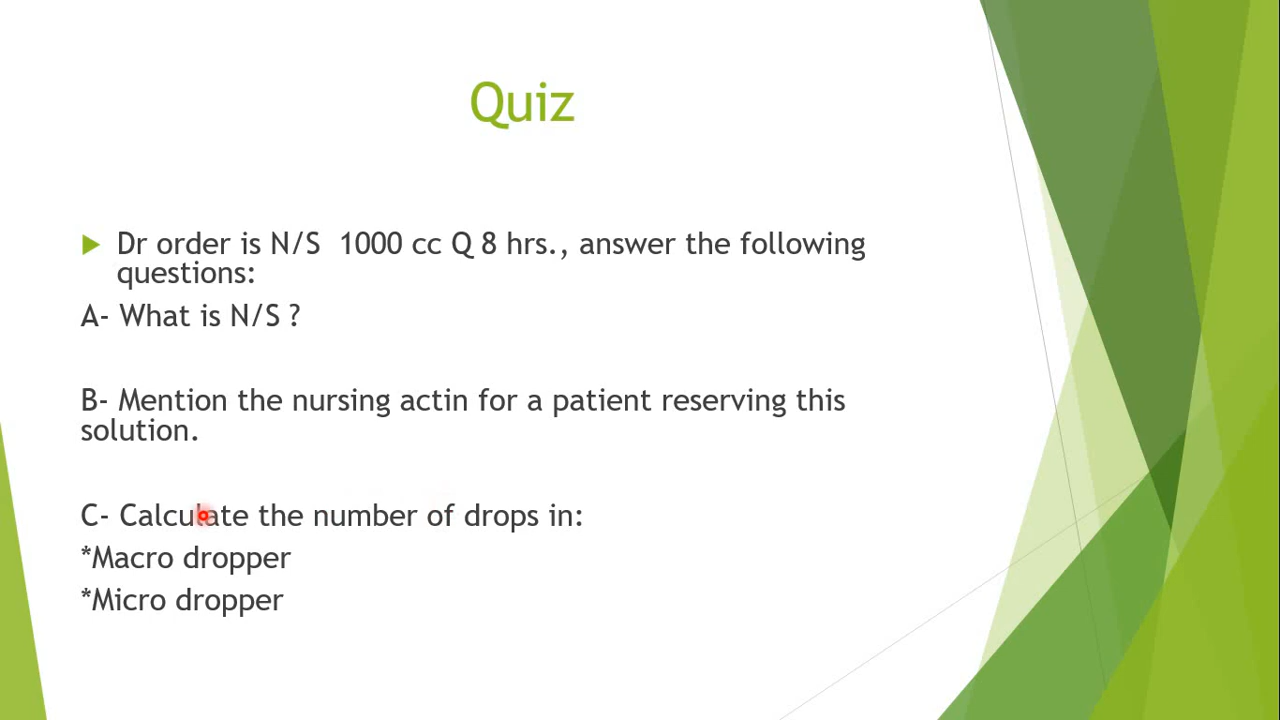 Quiz
Dr order is N/S 1000 cc Q 8 hrs., answer the following
questions:
A- What is N/S ?
B- Mention the nursing actin for a patient reserving this
solution.
C- Calculate the number of drops in:
*Macro dropper
*Micro dropper